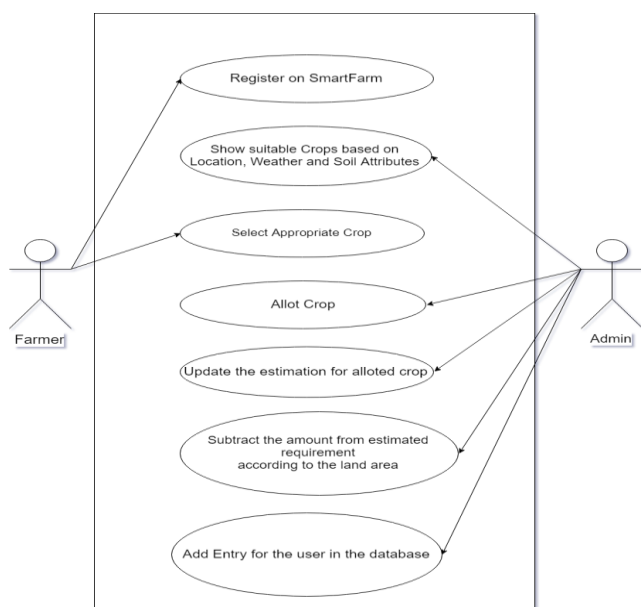 Register on SmartFarm
Show suitable Crops based on
Location, Weather and Soil Attributes
Select Appropriate Crop
Allot Crop
Farmer
Admin
Update the estimation for alloted crop
Subtract the amount from estimated
requirement
according to the land area
Add Entry for the user in the database